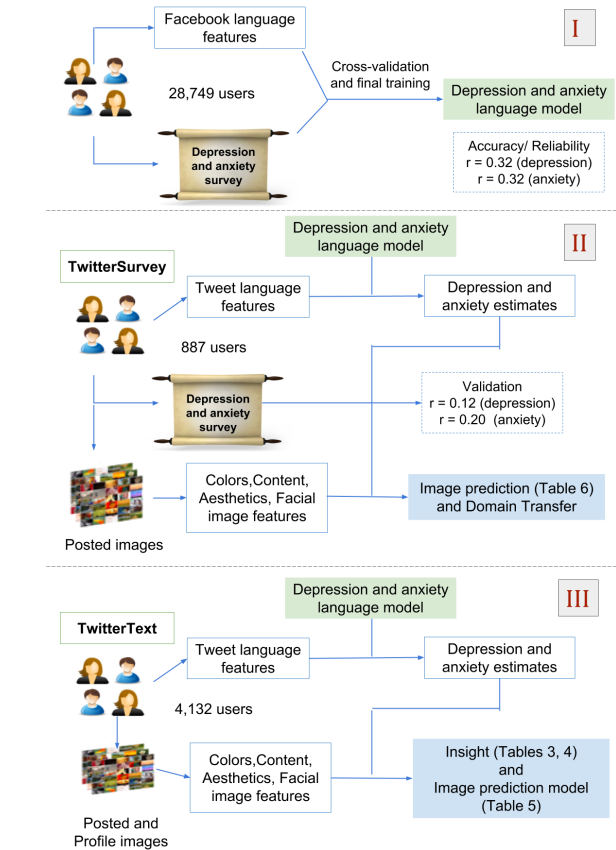 Facebook language
features
I
28,749 users
Cross-validation
and final training
Depression and anxiety
language model
Depression
and anxiety
survey
Accuracy/ Reliability
r = 0.32 (depression)
r = 0.32 (anxiety)
Depression and anxiety
language model
II
TwitterSurvey
Tweet language
features
Depression and
anxiety estimates
887 users
Depression
and anxiety
survey
Validation
r = 0.12 (depression)
r = 0.20 (anxiety)
Colors,Content,
Aesthetics, Facial
image features
Image prediction (Table 6)
and Domain Transfer
Posted images
Depression and anxiety
language model
III
TwitterText
Tweet language
features
Depression and
anxiety estimates
4,132 users
Colors,Content,
Aesthetics, Facial
image features
Insight (Tables 3, 4)
and
Image prediction model
(Table 5)
Posted and
Profile images